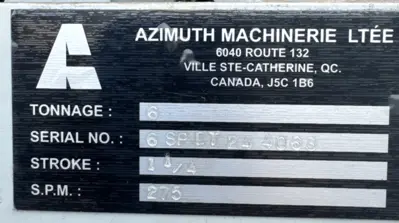 AZIMUTH MACHINERIE LTÉE
6040 ROUTE 132
VILLE STE-CATHERINE, QC.
CANADA, J5C 1B6
TONNAGE : 6
SERIAL NO. :
STROKE : 1 1/4
S.P.M. : 275